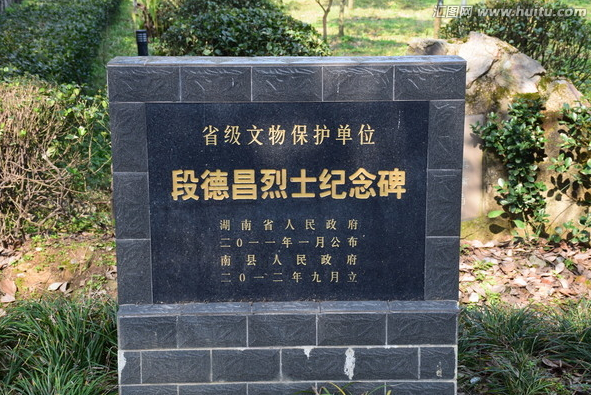 汇图网 www.huitu.com
省级文物保护单位
段德昌烈士纪念碑
湖南省人民政府
二〇一一年一月公布
南县人民政府
二〇一二年九月立